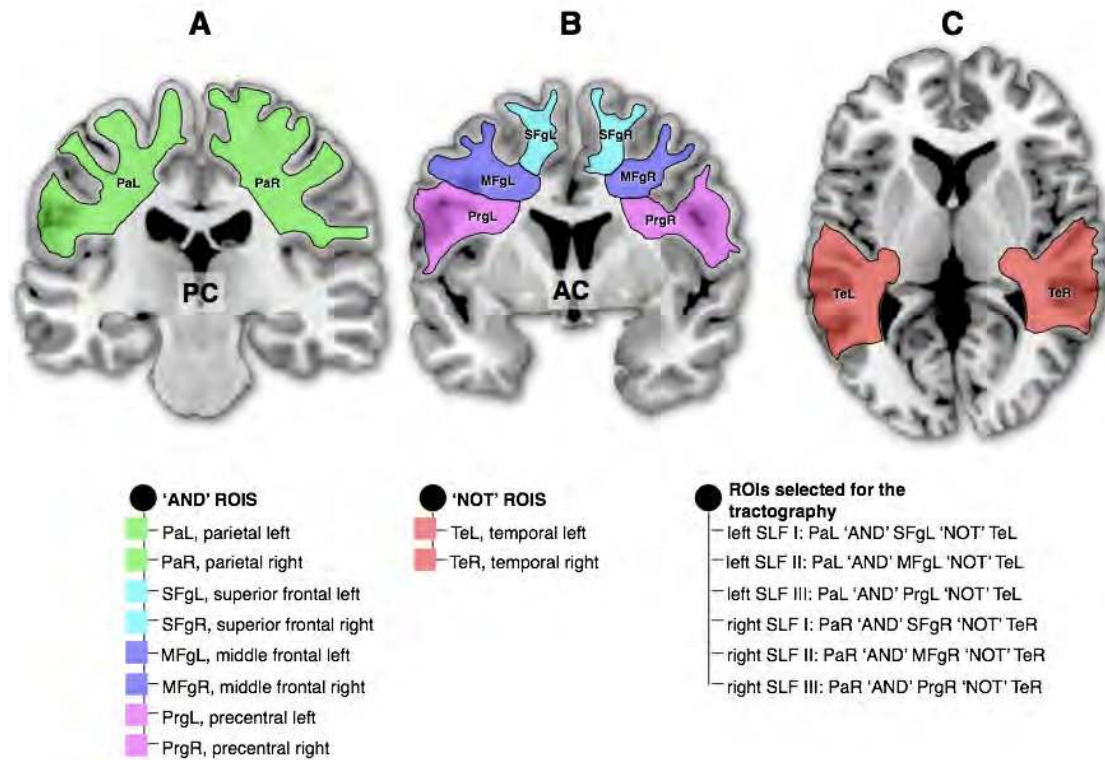 A
B
C
PaL
PaR
PC
SFgL
SFgR
MFgL
MFgR
PrgL
PrgR
AC
TeL
TeR
'AND' ROIS
PaL, parietal left
PaR, parietal right
SFgL, superior frontal left
SFgR, superior frontal right
MFgL, middle frontal left
MFgR, middle frontal right
PrgL, precentral left
PrgR, precentral right
'NOT' ROIS
TeL, temporal left
TeR, temporal right
ROIs selected for the
tractography
left SLF I: PaL 'AND' SFgL 'NOT' TeL
left SLF II: PaL 'AND' MFgL 'NOT' TeL
left SLF III: PaL 'AND' PrgL 'NOT' TeL
right SLF I: PaR 'AND' SFgR 'NOT' TeR
right SLF II: PaR 'AND' MFgR 'NOT' TeR
right SLF III: PaR 'AND' PrgR 'NOT' TeR